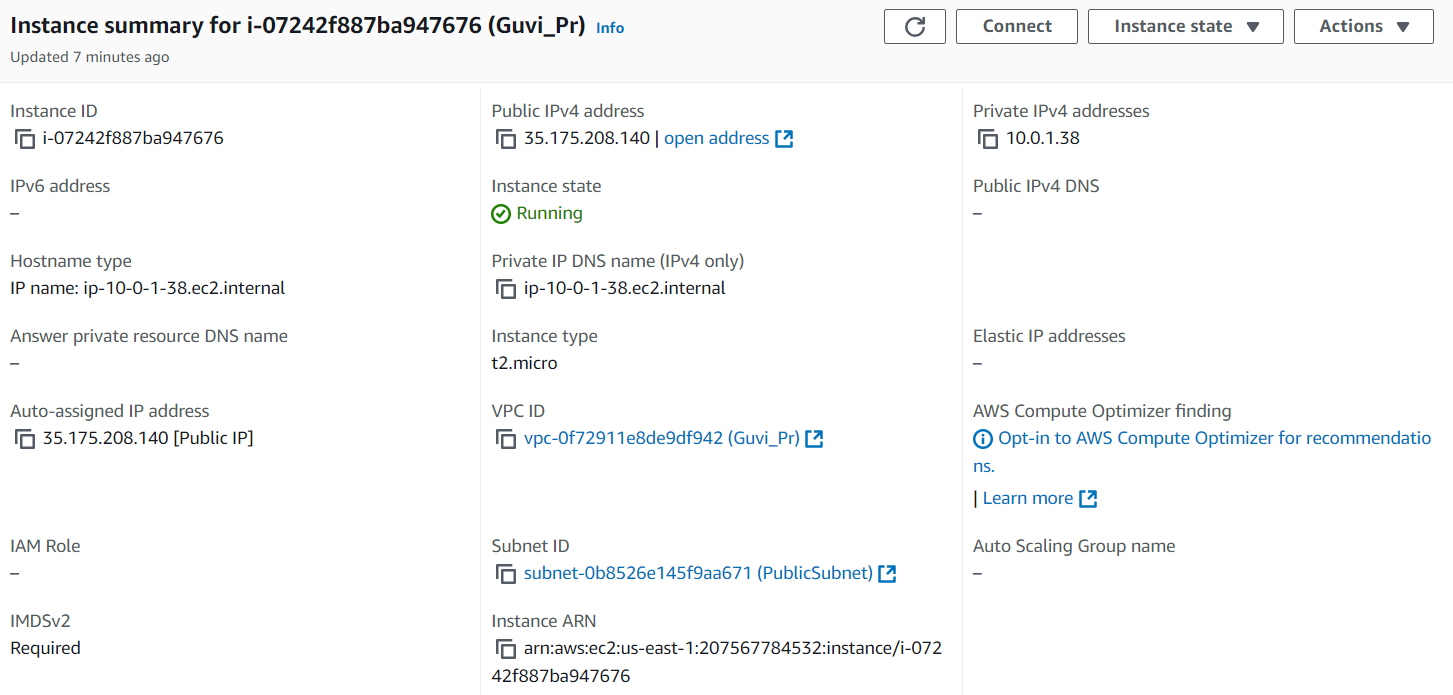 Instance summary for i-07242f887ba947676 (Guvi_Pr) Info
Updated 7 minutes ago
Connect
Instance state
Actions
Instance ID
i-07242f887ba947676
Public IPv4 address
35.175.208.140 | open address
Private IPv4 addresses
10.0.1.38
IPv6 address
–
Instance state
Running
Public IPv4 DNS
–
Hostname type
IP name: ip-10-0-1-38.ec2.internal
Private IP DNS name (IPv4 only)
ip-10-0-1-38.ec2.internal
Answer private resource DNS name
–
Instance type
t2.micro
Elastic IP addresses
–
Auto-assigned IP address
35.175.208.140 [Public IP]
VPC ID
vpc-0f72911e8de9df942 (Guvi_Pr)
AWS Compute Optimizer finding
Opt-in to AWS Compute Optimizer for recommendatio
ns.
| Learn more
IAM Role
–
Subnet ID
subnet-0b8526e145f9aa671 (PublicSubnet)
Auto Scaling Group name
–
IMDSv2
Required
Instance ARN
arn:aws:ec2:us-east-1:207567784532:instance/i-072
42f887ba947676